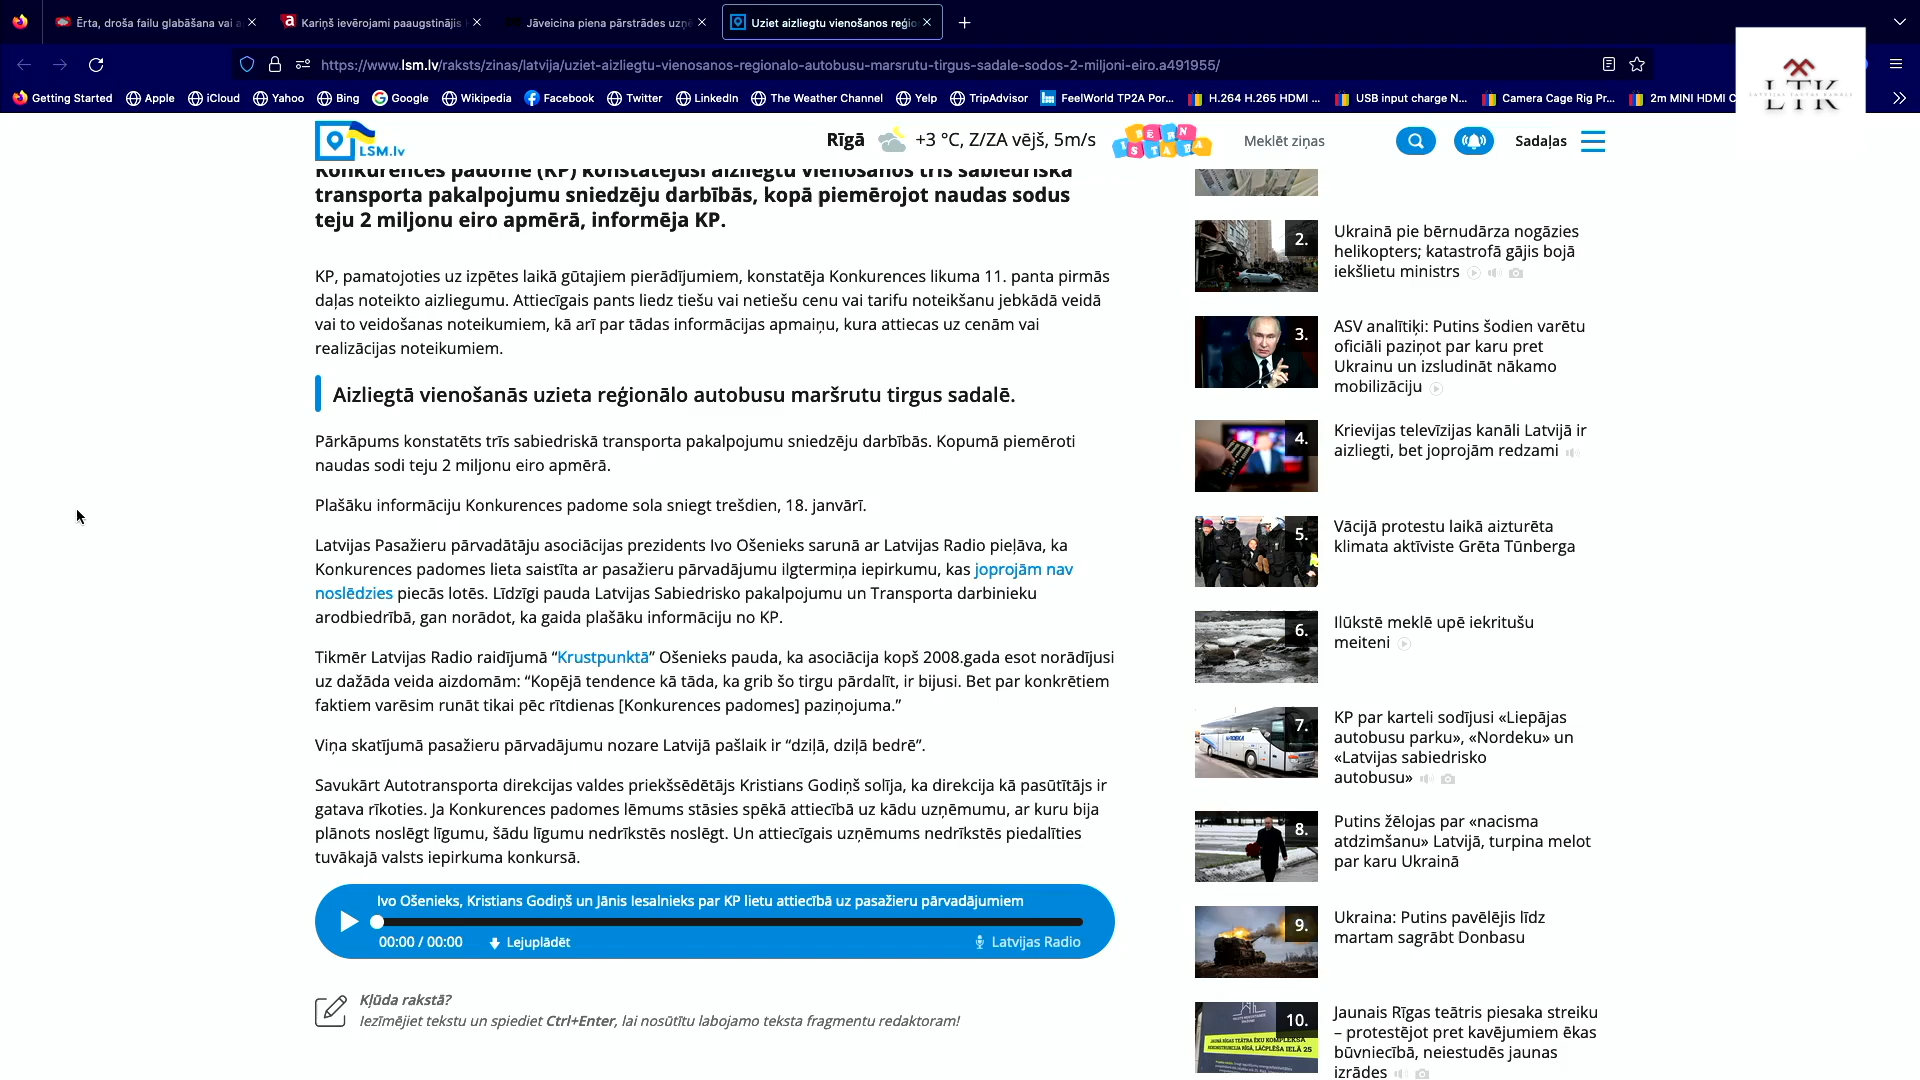 Ērta, droša failu glabāšana vai a
Kariņš ievērojami paaugstinājis
Jāveicina piena pārstrādes uzņē
Uziet aizliegtu vienošanos reģio
https://www.lsm.lv/raksts/zinas/latvija/uziet-aizliegtu-vienosanos-regionalo-autobusu-marsrutu-tirgus-sadale-sodos-2-miljoni-eiro.a491955/
Getting Started
Apple
iCloud
Yahoo
Bing
Google
Wikipedia
Facebook
Twitter
LinkedIn
The Weather Channel
Yelp
TripAdvisor
FeelWorld TP2A Por...
H.264 H.265 HDMI ...
USB input charge N...
Camera Cage Rig Pr...
2m MINI HDMI C
LTK
LSM.lv
Rīgā
+3 °C, Z/ZA vējš, 5m/s
BĒRNISTABA
Meklēt ziņas
Sadaļas
Konkurences padome (KP) konstatējusi aizliegtu vienošanos trīs sabiedriskā
transporta pakalpojumu sniedzēju darbībās, kopā piemērojot naudas sodus
teju 2 miljonu eiro apmērā, informēja KP.
KP, pamatojoties uz izpētes laikā gūtajiem pierādījumiem, konstatēja Konkurences likuma 11. panta pirmās
daļas noteikto aizliegumu. Attiecīgais pants liedz tiešu vai netiešu cenu vai tarifu noteikšanu jebkādā veidā
vai to veidošanas noteikumiem, kā arī par tādas informācijas apmaiņu, kura attiecas uz cenām vai
realizācijas noteikumiem.
Aizliegtā vienošanās uzieta reģionālo autobusu maršrutu tirgus sadalē.
Pārkāpums konstatēts trīs sabiedriskā transporta pakalpojumu sniedzēju darbībās. Kopumā piemēroti
naudas sodi teju 2 miljonu eiro apmērā.
Plašāku informāciju Konkurences padome sola sniegt trešdien, 18. janvārī.
Latvijas Pasažieru pārvadātāju asociācijas prezidents Ivo Ošenieks sarunā ar Latvijas Radio pieļāva, ka
Konkurences padomes lieta saistīta ar pasažieru pārvadājumu ilgtermiņa iepirkumu, kas joprojām nav
noslēdzies piecās lotēs. Līdzīgi pauda Latvijas Sabiedrisko pakalpojumu un Transporta darbinieku
arodbiedrībā, gan norādot, ka gaida plašāku informāciju no KP.
Tikmēr Latvijas Radio raidījumā “Krustpunktā” Ošenieks pauda, ka asociācija kopš 2008.gada esot norādījusi
uz dažāda veida aizdomām: “Kopējā tendence kā tāda, ka grib šo tirgu pārdalīt, ir bijusi. Bet par konkrētiem
faktiem varēsim runāt tikai pēc rītdienas [Konkurences padomes] paziņojuma.”
Viņa skatījumā pasažieru pārvadājumu nozare Latvijā pašlaik ir “dziļā, dziļā bedrē”.
Savukārt Autotransporta direkcijas valdes priekšsēdētājs Kristians Godiņš solīja, ka direkcija kā pasūtītājs ir
gatava rīkoties. Ja Konkurences padomes lēmums stāsies spēkā attiecībā uz kādu uzņēmumu, ar kuru bija
plānots noslēgt līgumu, šādu līgumu nedrīkstēs noslēgt. Un attiecīgais uzņēmums nedrīkstēs piedalīties
tuvākajā valsts iepirkuma konkursā.
Ivo Ošenieks, Kristians Godiņš un Jānis Iesalnieks par KP lietu attiecībā uz pasažieru pārvadājumiem
00:00 / 00:00
Lejuplādēt
Latvijas Radio
Kļūda rakstā?
Iezīmējiet tekstu un spiediet Ctrl+Enter, lai nosūtītu labojamo teksta fragmentu redaktoram!
2.
Ukrainā pie bērnudārza nogāzies
helikopters; katastrofā gājis bojā
iekšlietu ministrs
3.
ASV analītiķi: Putins šodien varētu
oficiāli paziņot par karu pret
Ukrainu un izsludināt nākamo
mobilizāciju
4.
Krievijas televīzijas kanāli Latvijā ir
aizliegti, bet joprojām redzami
5.
Vācijā protestu laikā aizturēta
klimata aktīviste Grēta Tūnberga
6.
Ilūkstē meklē upē iekritušu
meiteni
7.
NORDEKA
KP par karteli sodījusi «Liepājas
autobusu parku», «Nordeku» un
«Latvijas sabiedrisko
autobusu»
8.
Putins žēlojas par «nacisma
atdzimšanu» Latvijā, turpina melot
par karu Ukrainā
9.
Ukraina: Putins pavēlējis līdz
martam sagrābt Donbasu
10.
JAUNĀ RĪGAS TEĀTRA ĒKU KOMPLEKSA
REKONSTRUKCIJA RĪGĀ, LĀČPLĒŠA IELĀ 25
Jaunais Rīgas teātris piesaka streiku
– protestējot pret kavējumiem ēkas
būvniecībā, neiestudēs jaunas
izrādes